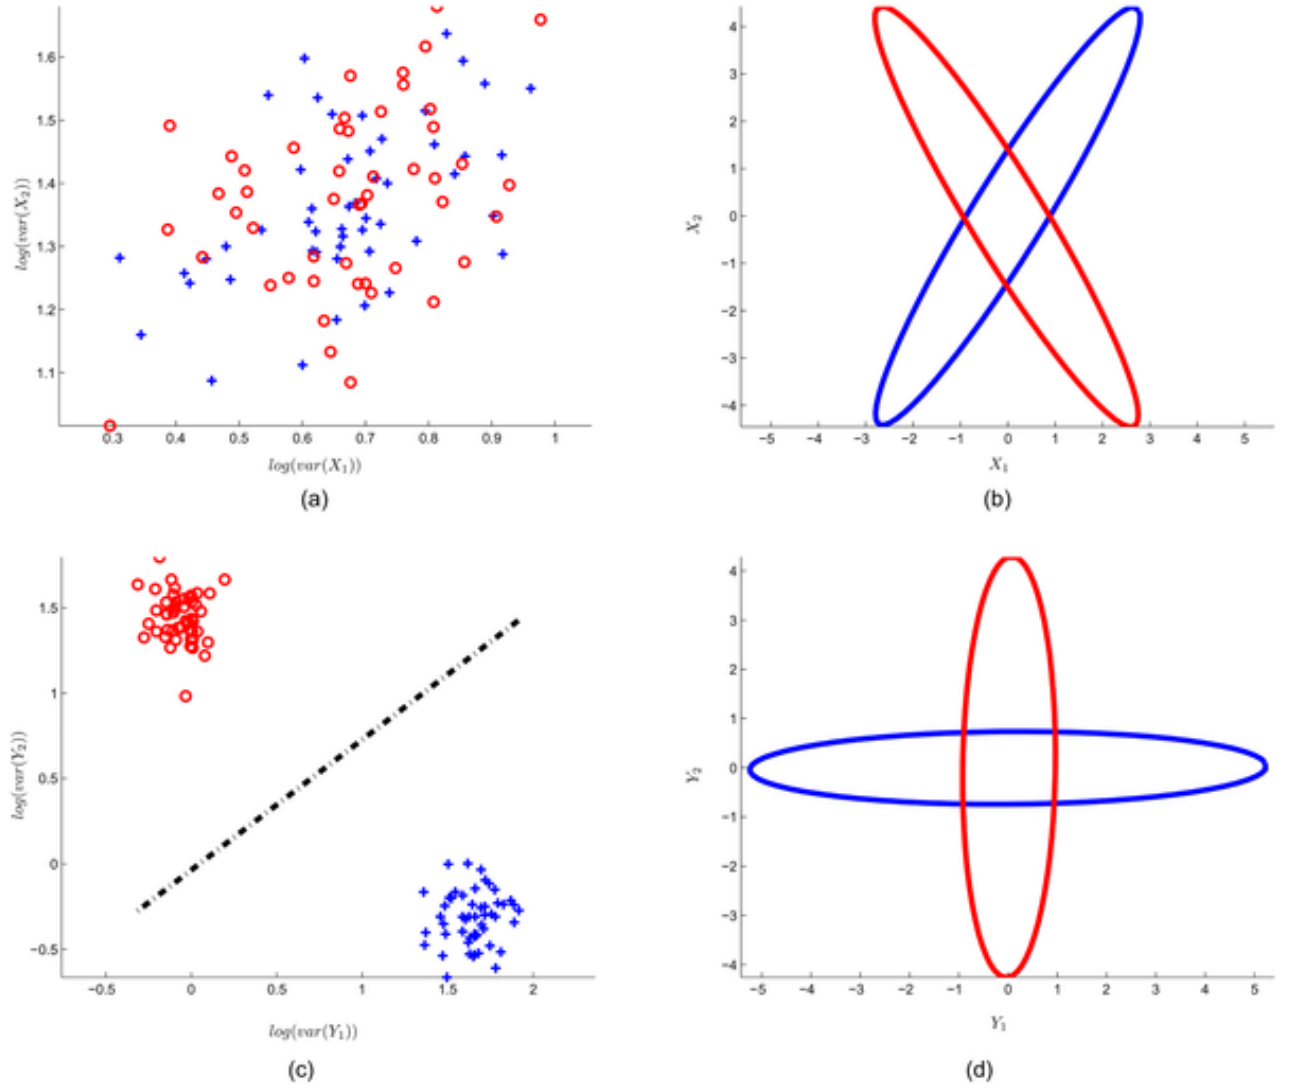 1.6
1.5
1.4
1.3
1.2
1.1
log(var(X₂))
0.3 0.4 0.5 0.6 0.7 0.8 0.9 1
log(var(X₁))
(a)
4
3
2
1
0
−1
−2
−3
−4
X₂
−5 −4 −3 −2 −1 0 1 2 3 4 5
X₁
(b)
1.5
1
0.5
0
−0.5
log(var(Y₂))
−0.5 0 0.5 1 1.5 2
log(var(Y₁))
(c)
4
3
2
1
0
−1
−2
−3
−4
Y₂
−5 −4 −3 −2 −1 0 1 2 3 4 5
Y₁
(d)